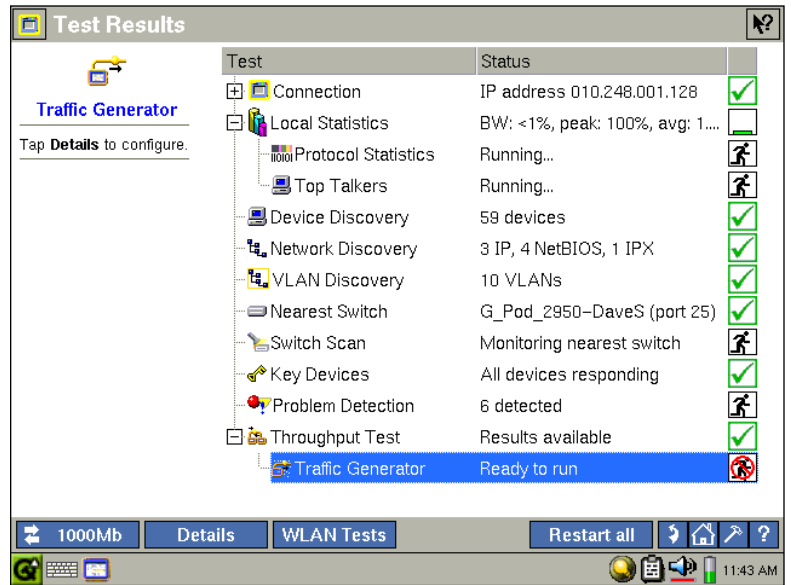 Test Results
Traffic Generator
Tap Details to configure.
Test Status
Connection IP address 010.248.001.128
Local Statistics BW: <1%, peak: 100%, avg: 1....
Protocol Statistics Running...
Top Talkers Running...
Device Discovery 59 devices
Network Discovery 3 IP, 4 NetBIOS, 1 IPX
VLAN Discovery 10 VLANs
Nearest Switch G_Pod_2950-DaveS (port 25)
Switch Scan Monitoring nearest switch
Key Devices All devices responding
Problem Detection 6 detected
Throughput Test Results available
Traffic Generator Ready to run
1000Mb Details WLAN Tests Restart all ?
11:43 AM